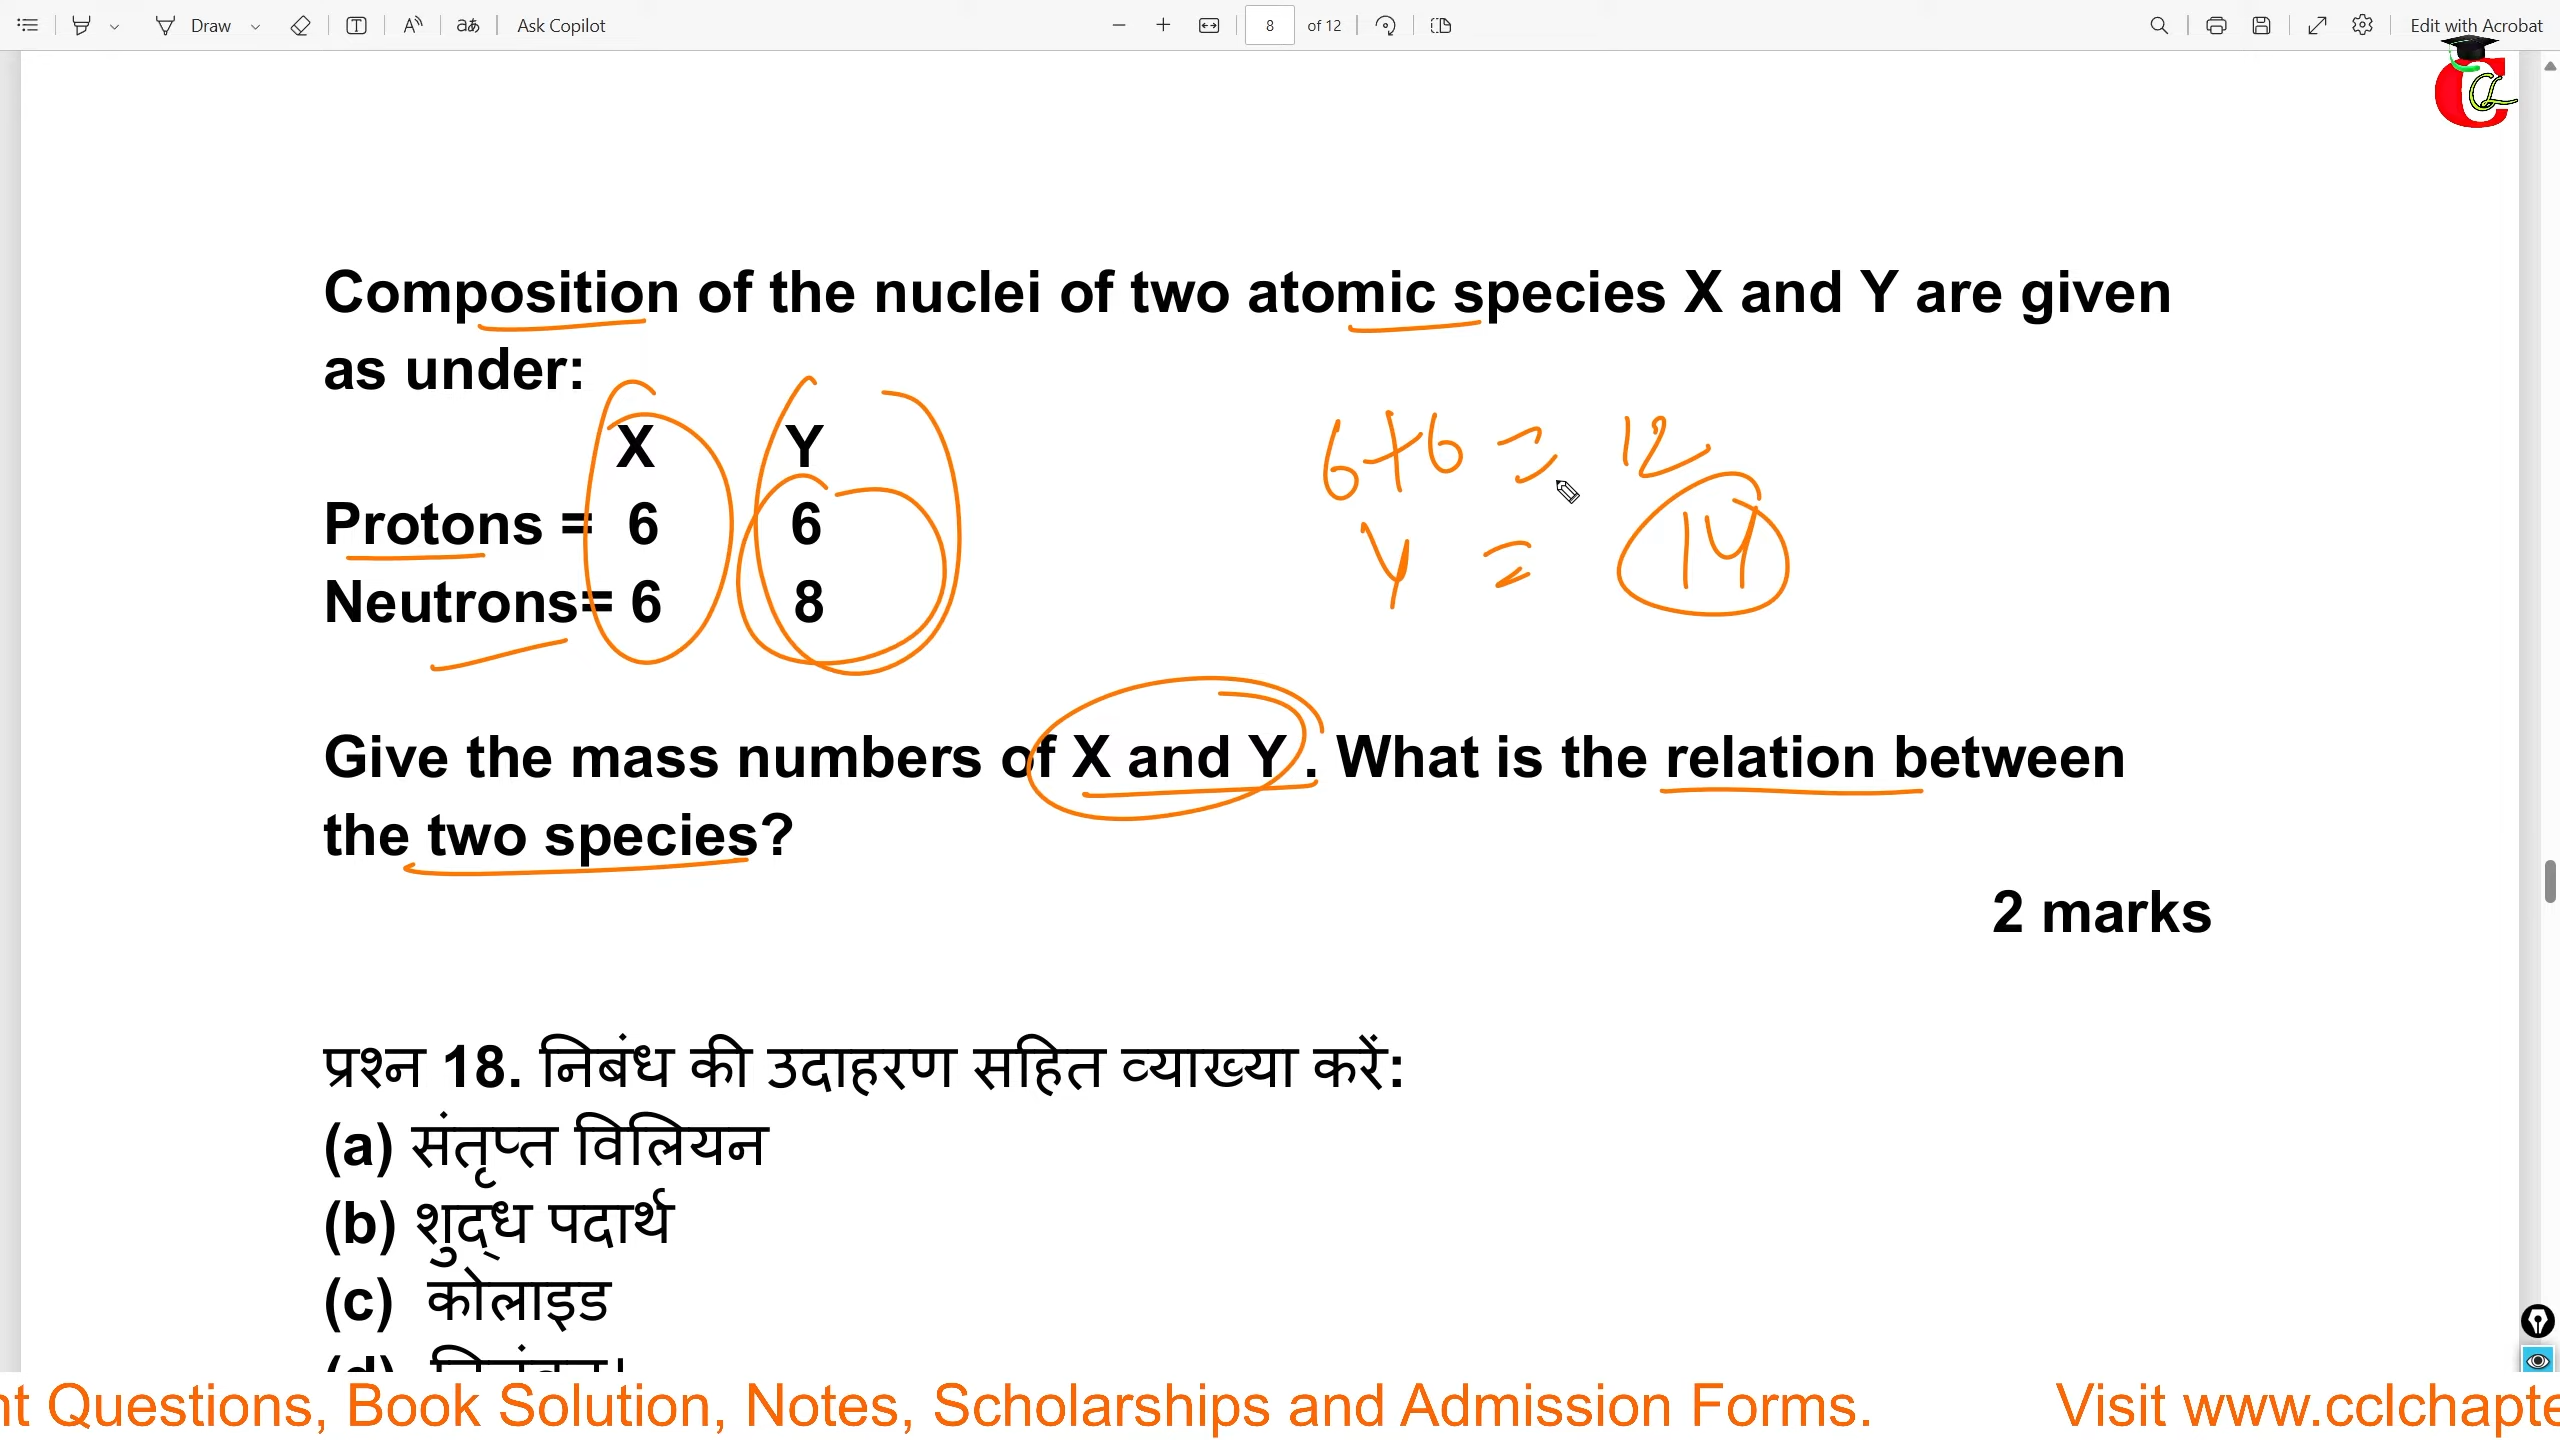 Draw
aあ
Ask Copilot
8 of 12
Edit with Acrobat
Composition of the nuclei of two atomic species X and Y are given
as under:
X Y
Protons = 6 6
Neutrons= 6 8
6+6 = 12
Y = 14
Give the mass numbers of X and Y . What is the relation between
the two species?
2 marks
प्रश्न 18. निबंध की उदाहरण सहित व्याख्या करें:
(a) संतृप्त विलियन
(b) शुद्ध पदार्थ
(c) कोलाइड
(d)
nt Questions, Book Solution, Notes, Scholarships and Admission Forms. Visit www.cclchapte